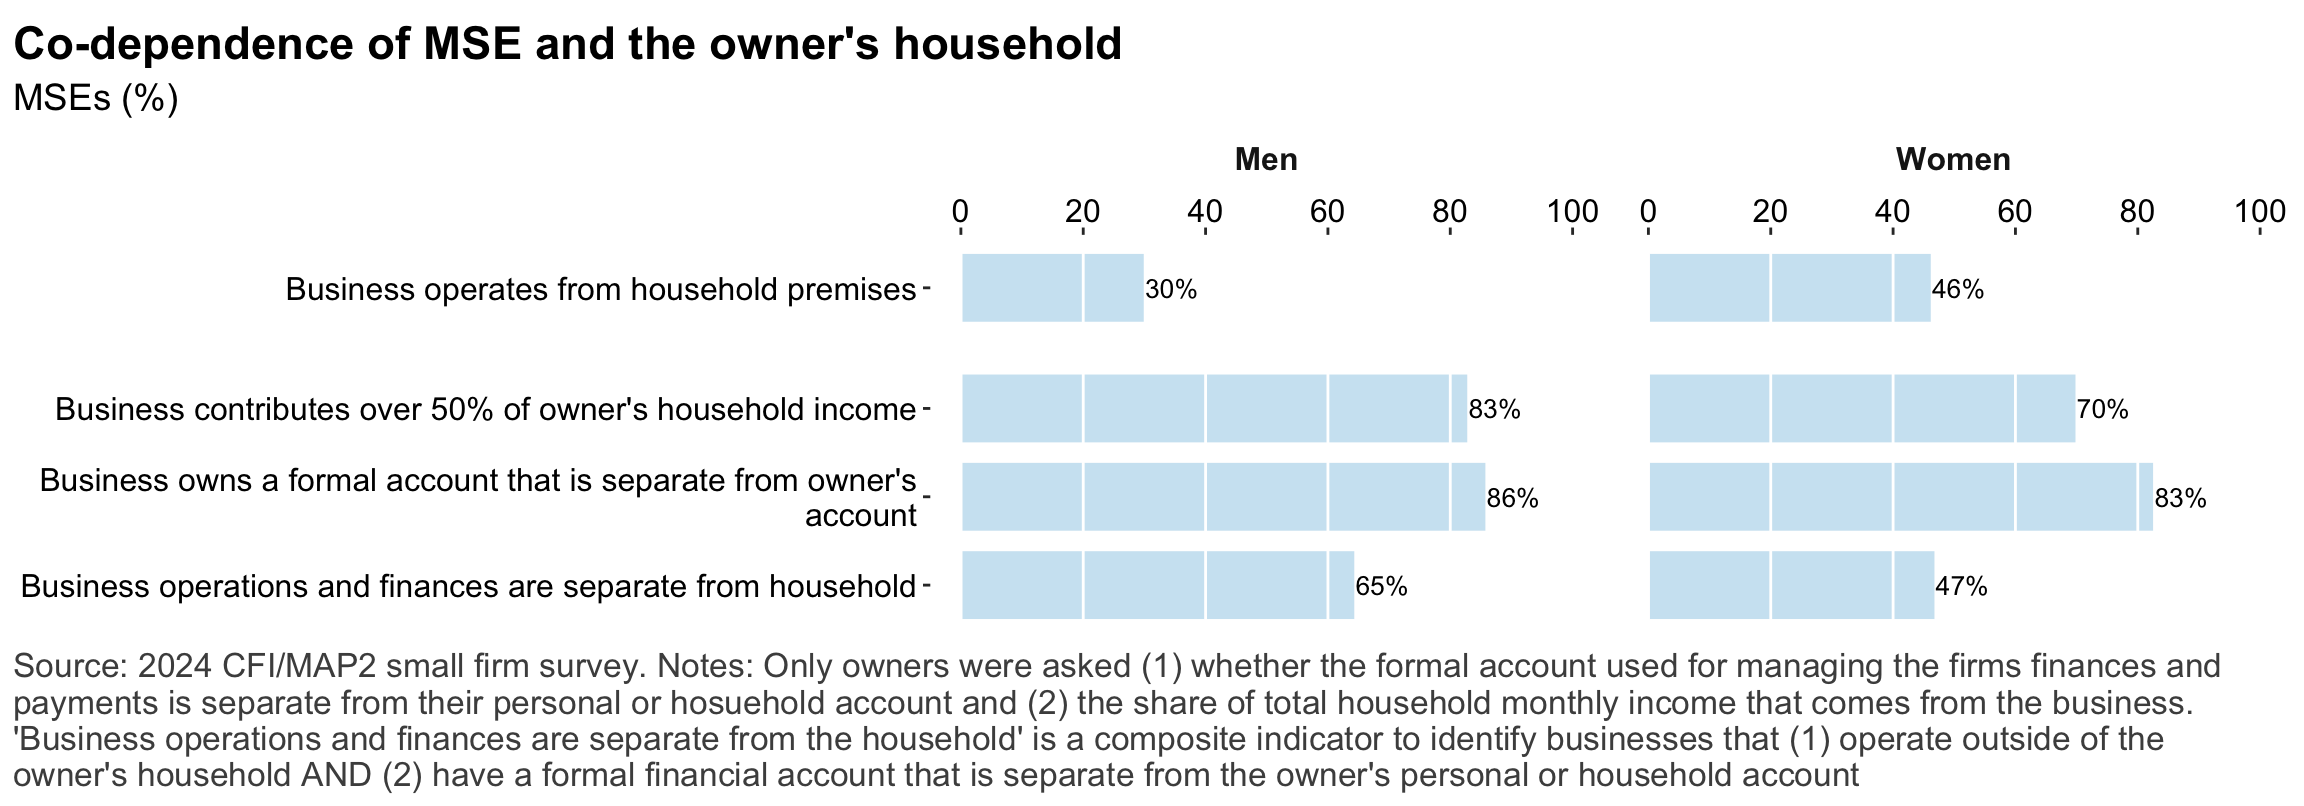 Co-dependence of MSE and the owner's household
MSEs (%)
Men
Women
0 20 40 60 80 100 0 20 40 60 80 100
Business operates from household premises 30% 46%
Business contributes over 50% of owner's household income 83% 70%
Business owns a formal account that is separate from owner's
account 86% 83%
Business operations and finances are separate from household 65% 47%
Source: 2024 CFI/MAP2 small firm survey. Notes: Only owners were asked (1) whether the formal account used for managing the firms finances and
payments is separate from their personal or hosuehold account and (2) the share of total household monthly income that comes from the business.
'Business operations and finances are separate from the household' is a composite indicator to identify businesses that (1) operate outside of the
owner's household AND (2) have a formal financial account that is separate from the owner's personal or household account